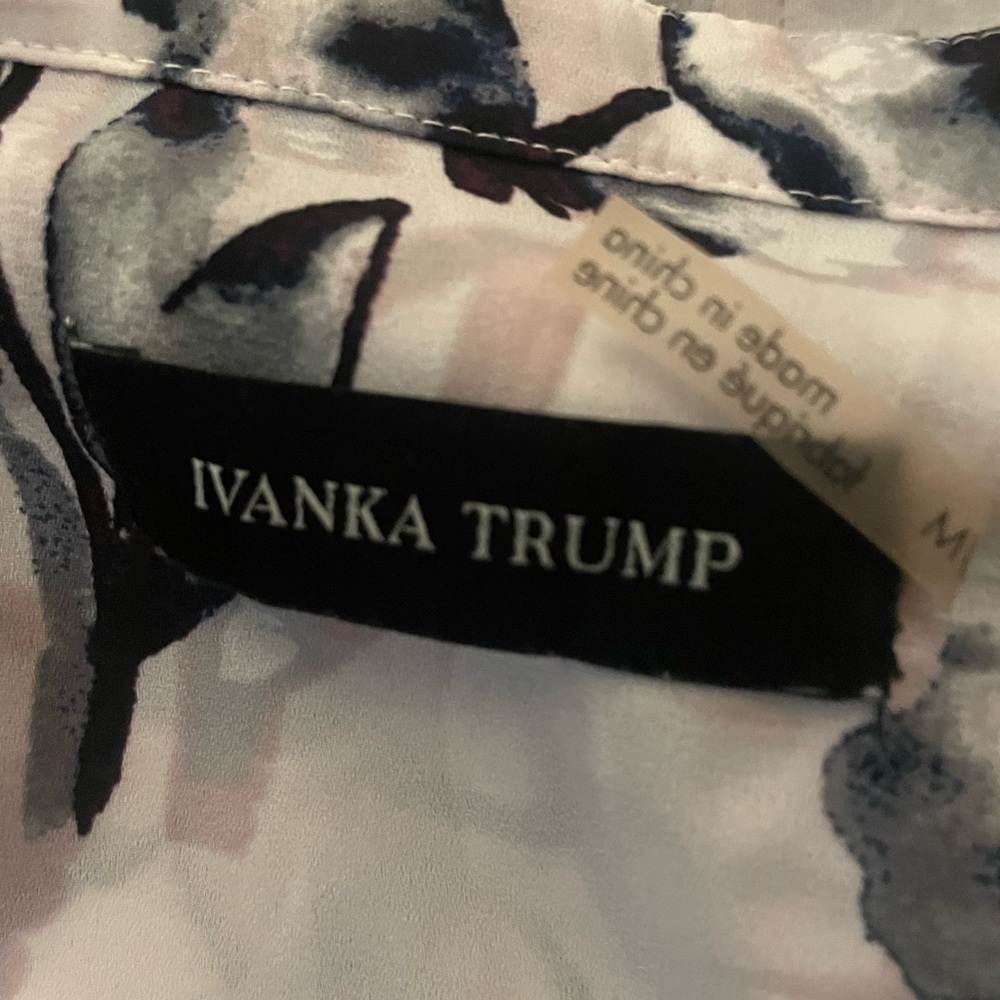 IVANKA TRUMP
made in china
fabriqué en chine
M